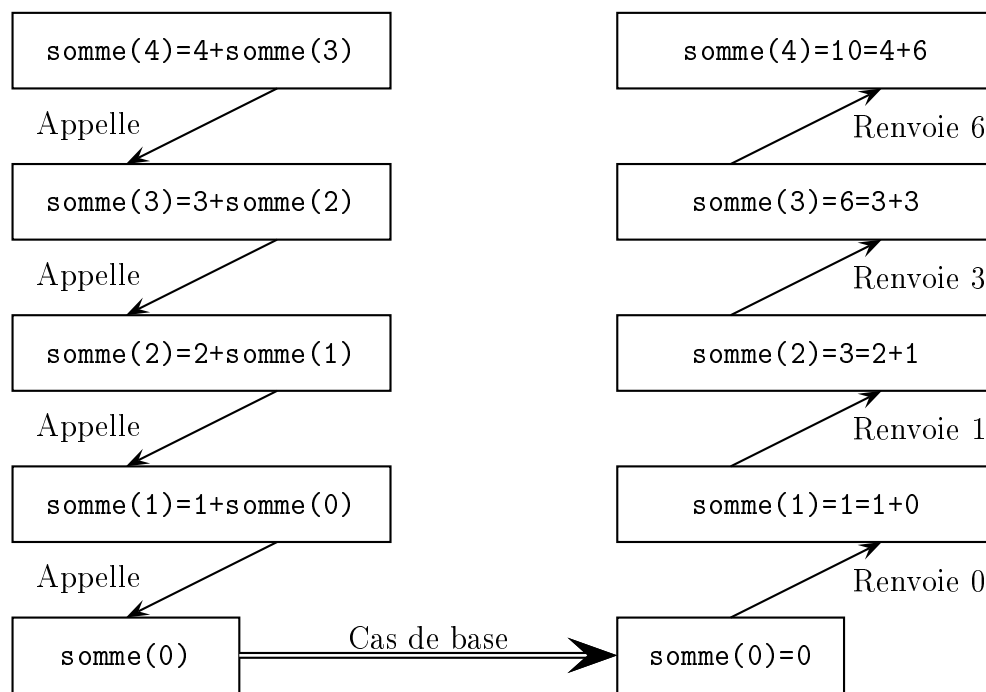 somme(4)=4+somme(3)
Appelle
somme(3)=3+somme(2)
Appelle
somme(2)=2+somme(1)
Appelle
somme(1)=1+somme(0)
Appelle
somme(0)
Cas de base
somme(0)=0
Renvoie 0
somme(1)=1=1+0
Renvoie 1
somme(2)=3=2+1
Renvoie 3
somme(3)=6=3+3
Renvoie 6
somme(4)=10=4+6